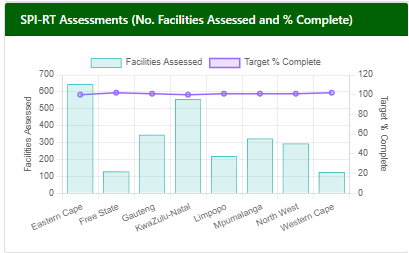 SPI-RT Assessments (No. Facilities Assessed and % Complete)
Facilities Assessed Target % Complete
700 120
600 100
500 80
400 60
300 40
200 20
100 0
0
Facilities Assessed
Target % Complete
Eastern Cape
Free State
Gauteng
KwaZulu-Natal
Limpopo
Mpumalanga
North West
Western Cape